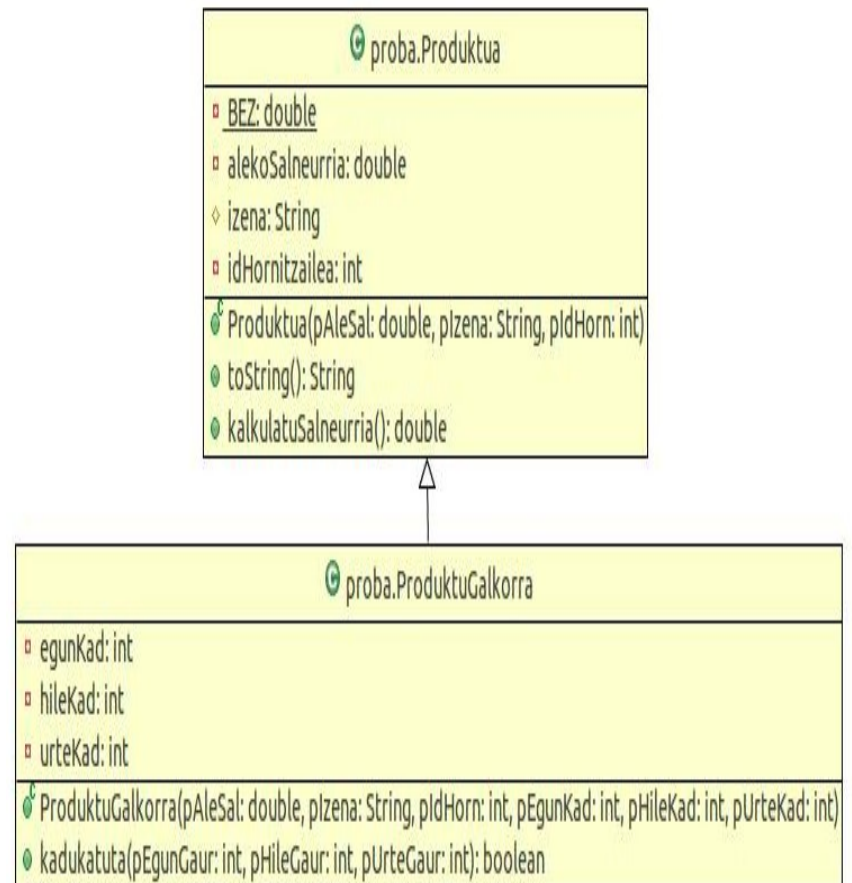 proba.Produktua
BEZ: double
alekoSalneurria: double
izena: String
idHornitzailea: int
Produktua(pAleSal: double, pIzena: String, pIdHorn: int)
toString(): String
kalkulatuSalneurria(): double
proba.ProduktuGalkorra
egunKad: int
hileKad: int
urteKad: int
ProduktuGalkorra(pAleSal: double, pIzena: String, pIdHorn: int, pEgunKad: int, pHileKad: int, pUrteKad: int)
kadukatuta(pEgunGaur: int, pHileGaur: int, pUrteGaur: int): boolean